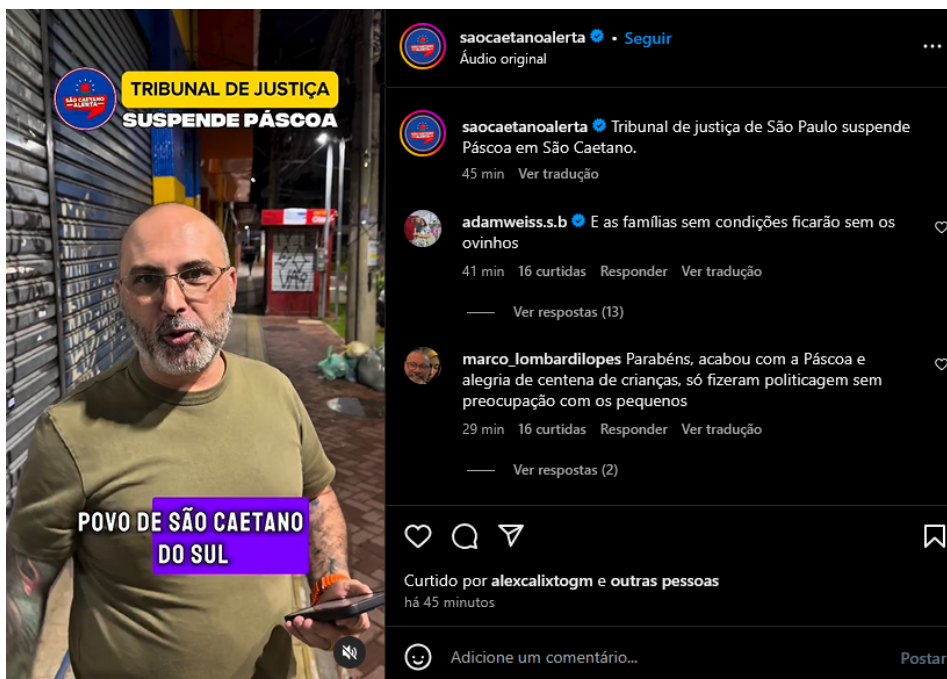 SÃO CAETANO
ALERTA
TRIBUNAL DE JUSTIÇA
SUSPENDE PÁSCOA
POVO DE SÃO CAETANO
DO SUL
saocaetanoalerta • Seguir
Áudio original
saocaetanoalerta Tribunal de justiça de São Paulo suspende
Páscoa em São Caetano.
45 min Ver tradução
adamweiss.s.b E as famílias sem condições ficarão sem os
ovinhos
41 min 16 curtidas Responder Ver tradução
Ver respostas (13)
marco_lombardilopes Parabéns, acabou com a Páscoa e
alegria de centena de crianças, só fizeram politicagem sem
preocupação com os pequenos
29 min 16 curtidas Responder Ver tradução
Ver respostas (2)
Curtido por alexcalixtogm e outras pessoas
há 45 minutos
Adicione um comentário...
Postar